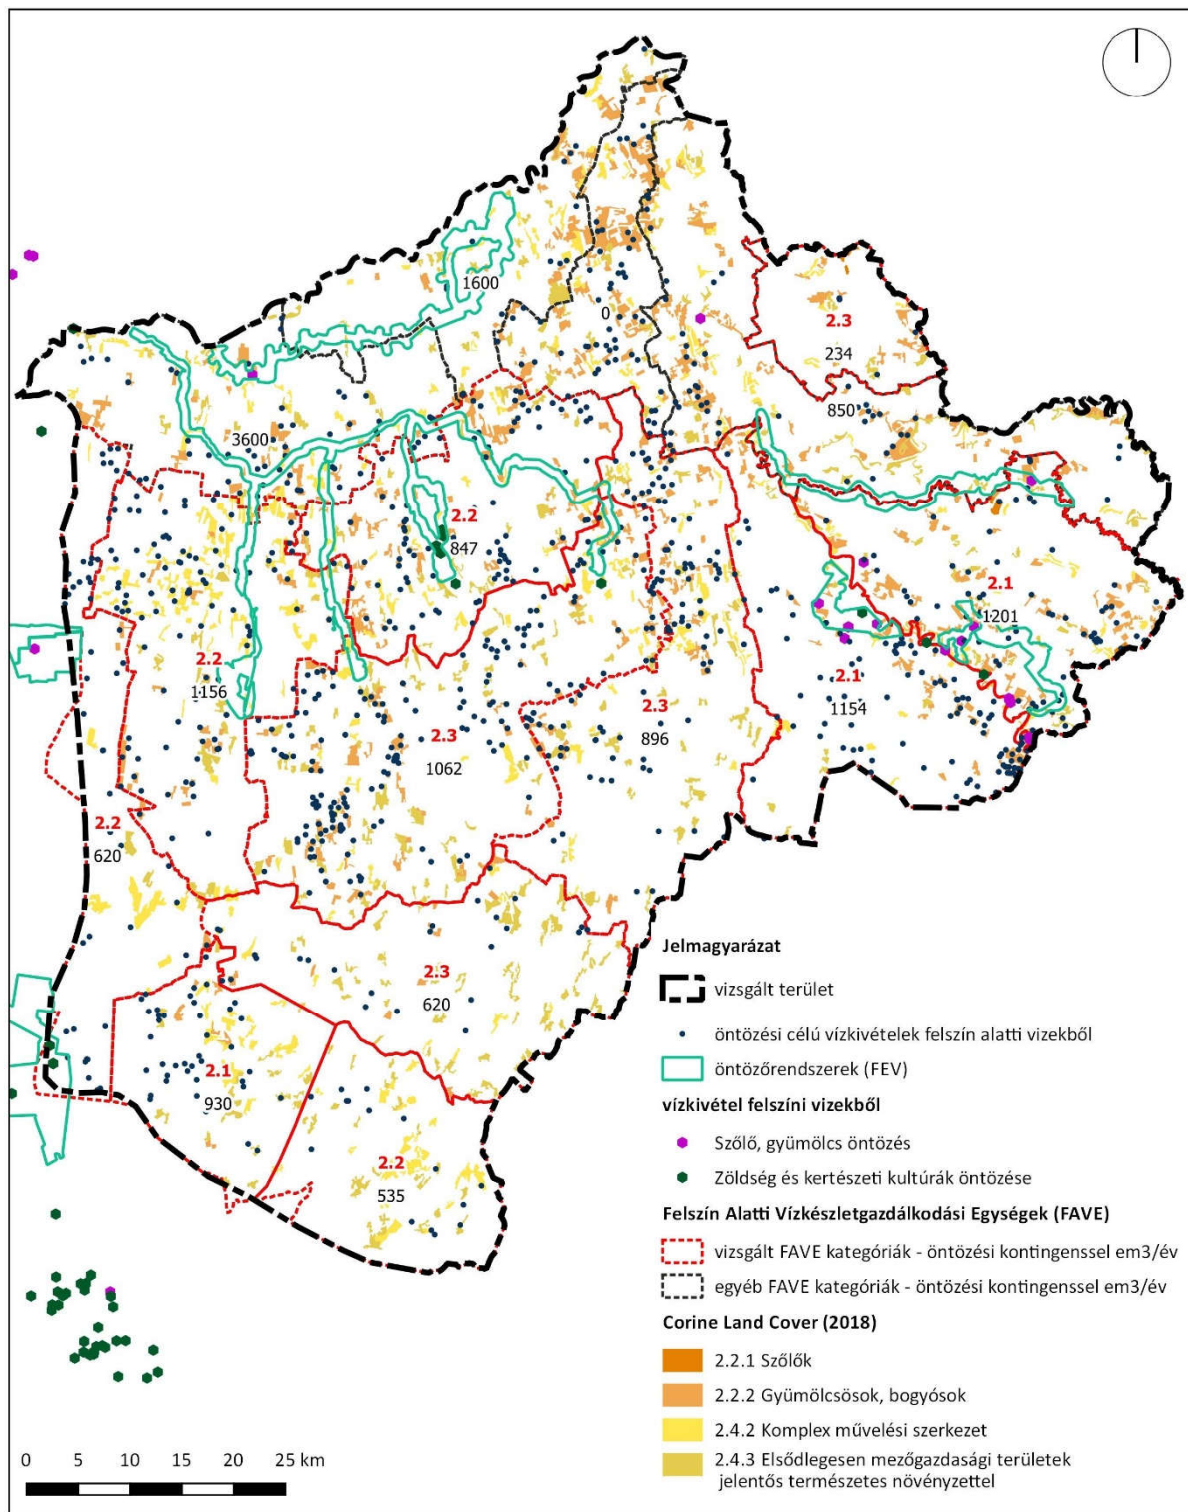 1600
0
2.3
234
850
3600
2.2
847
2.1
1201
2.2
1156
2.1
1154
2.3
896
2.3
1062
2.2
620
2.3
620
2.1
930
2.2
535
Jelmagyarázat
vizsgált terület
öntözési célú vízkivételek felszín alatti vizekből
öntözőrendszerek (FEV)
vízkivétel felszíni vizekből
Szőlő, gyümölcs öntözés
Zöldség és kertészeti kultúrák öntözése
Felszín Alatti Vízkészletgazdálkodási Egységek (FAVE)
vizsgált FAVE kategóriák - öntözési kontingenssel em3/év
egyéb FAVE kategóriák - öntözési kontingenssel em3/év
Corine Land Cover (2018)
2.2.1 Szőlők
2.2.2 Gyümölcsösok, bogyósok
2.4.2 Komplex művelési szerkezet
2.4.3 Elsődlegesen mezőgazdasági területek
jelentős természetes növényzettel
0 5 10 15 20 25 km